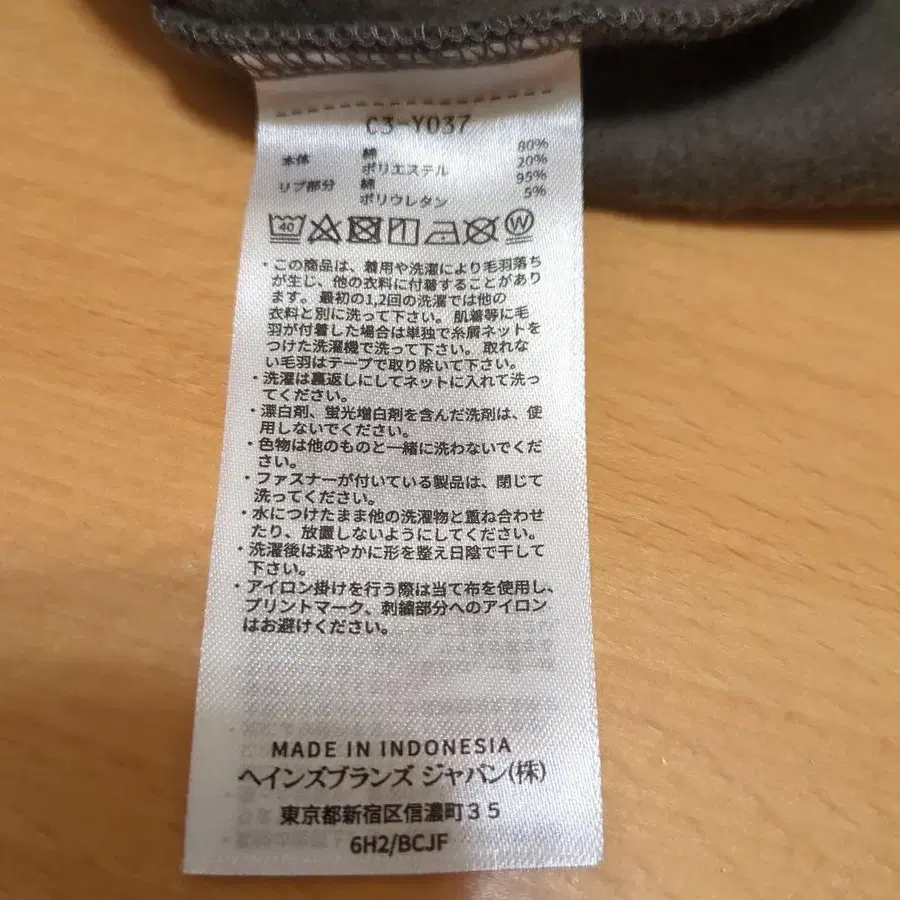 C3-Y037
本体 綿 80%
ポリエステル 20%
リブ部分 綿 95%
ポリウレタン 5%
40 W
・この商品は、着用や洗濯により毛羽落ち
が生じ、他の衣料に付着することがあり
ます。最初の1,2回の洗濯では他の
衣料と別に洗って下さい。肌着等に毛
羽が付着した場合は単独で糸屑ネットを
つけた洗濯機で洗って下さい。取れな
い毛羽はテープで取り除いて下さい。
・洗濯は裏返しにしてネットに入れて洗っ
てください。
・漂白剤、蛍光増白剤を含んだ洗剤は、使
用しないでください。
・色物は他のものと一緒に洗わないでくだ
さい。
・ファスナーが付いている製品は、閉じて
洗ってください。
・水につけたまま他の洗濯物と重ね合わせ
たり、放置しないようにしてください。
・洗濯後は速やかに形を整え日陰で干して
下さい。
・アイロン掛けを行う際は当て布を使用し、
プリントマーク、刺繍部分へのアイロン
はお避けください。
MADE IN INDONESIA
ヘインズブランズ ジャパン(株)
東京都新宿区信濃町35
6H2/BCJF